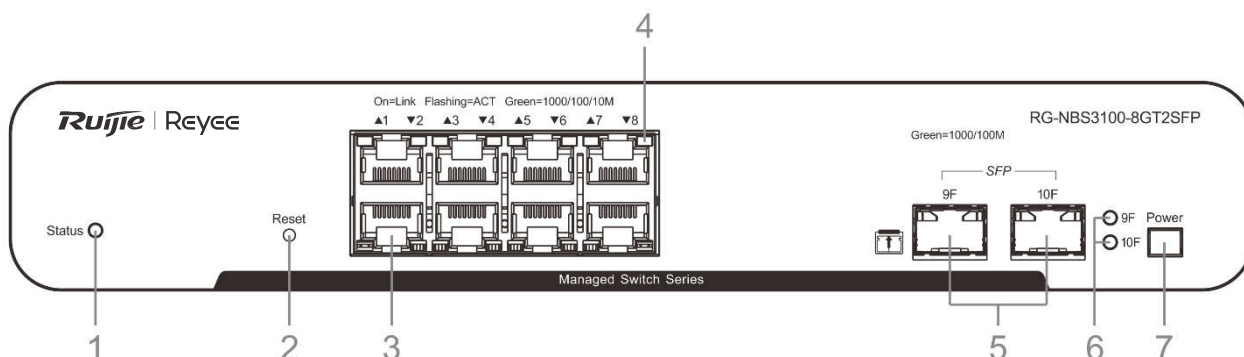 4
On=Link Flashing=ACT Green=1000/100/10M
▲1 ▼2 ▲3 ▼4 ▲5 ▼6 ▲7 ▼8
Ruijie | Reyee
RG-NBS3100-8GT2SFP
Green=1000/100M
SFP
9F 10F
Status
Reset
9F
10F
Power
Managed Switch Series
1 2 3 5 6 7